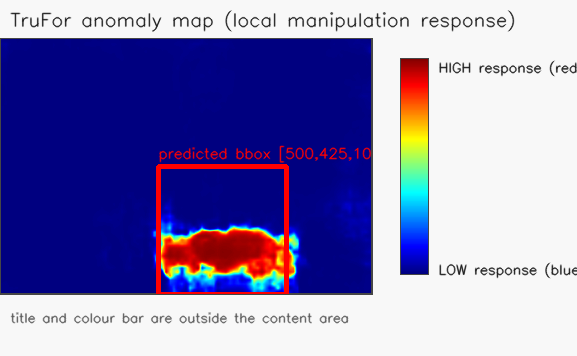 TruFor anomaly map (local manipulation response)
HIGH response (red
predicted bbox [500,425,10
LOW response (blue
title and colour bar are outside the content area